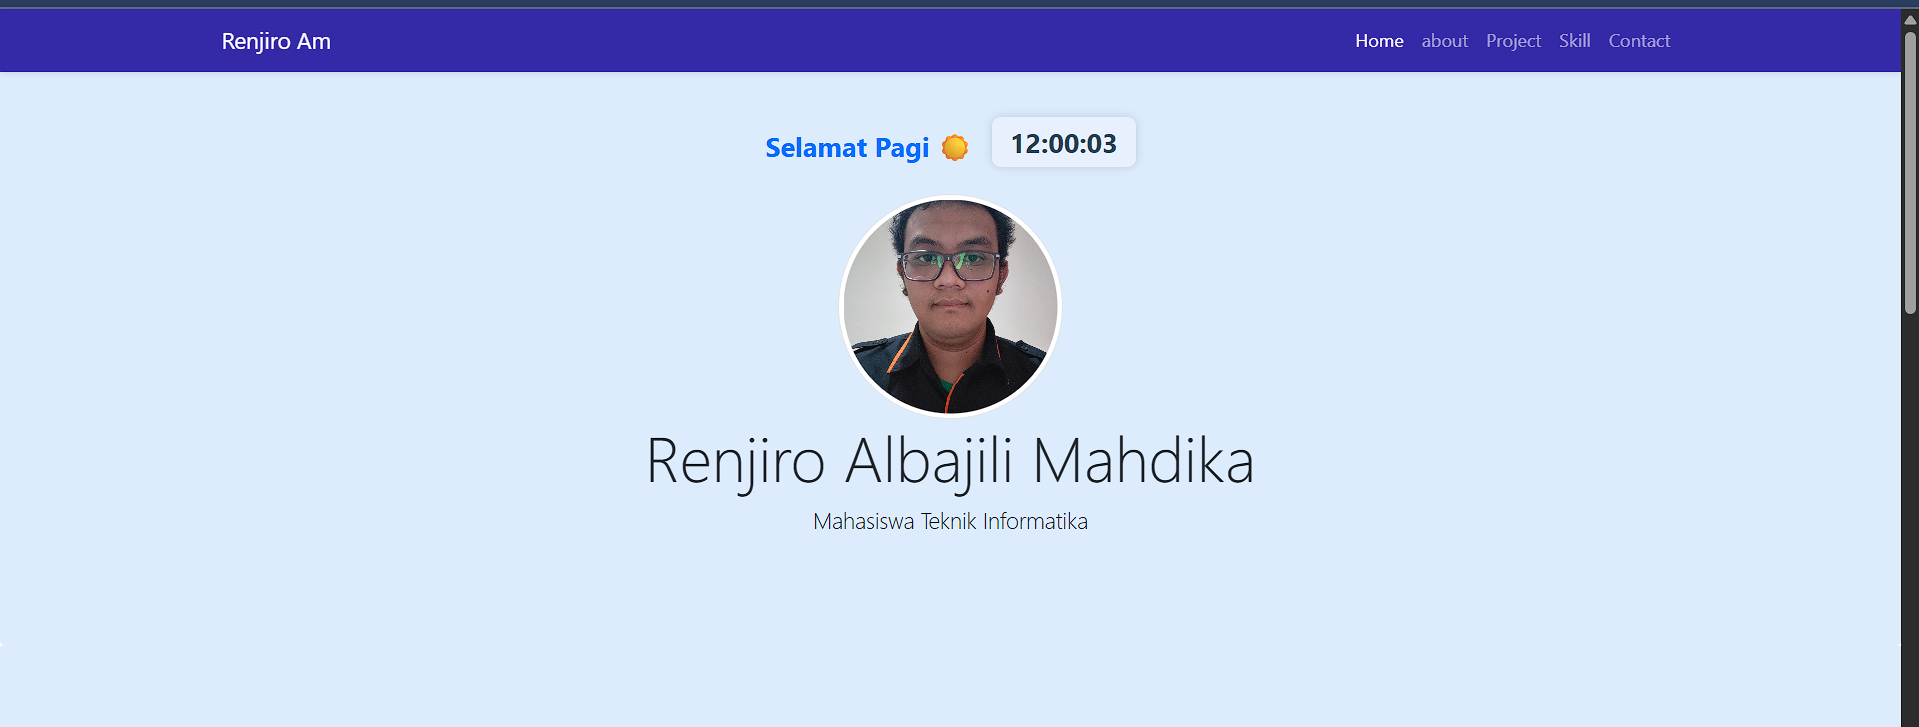 Renjiro Am
Home about Project Skill Contact
Selamat Pagi 12:00:03
Renjiro Albajili Mahdika
Mahasiswa Teknik Informatika